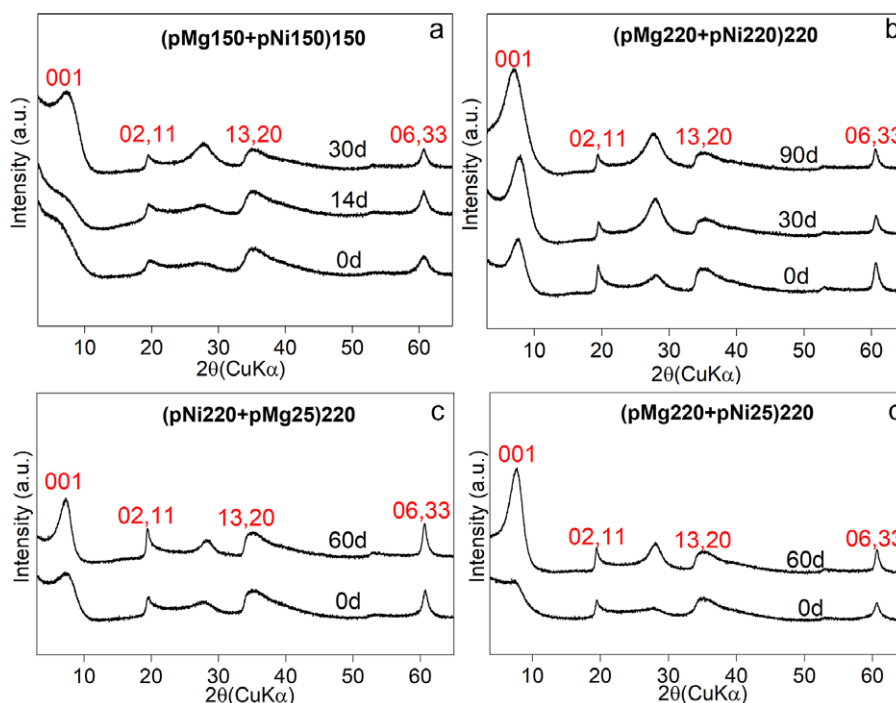 (pMg150+pNi150)150
a
001
02,11
13,20
06,33
30d
14d
0d
Intensity (a.u.)
10 20 30 40 50 60
2θ(CuKα)
(pMg220+pNi220)220
b
001
02,11
13,20
06,33
90d
30d
0d
Intensity (a.u.)
10 20 30 40 50 60
2θ(CuKα)
(pNi220+pMg25)220
c
001
02,11
13,20
06,33
60d
0d
Intensity (a.u.)
10 20 30 40 50 60
2θ(CuKα)
(pMg220+pNi25)220
001
02,11
13,20
06,33
60d
0d
Intensity (a.u.)
10 20 30 40 50 60
2θ(CuKα)